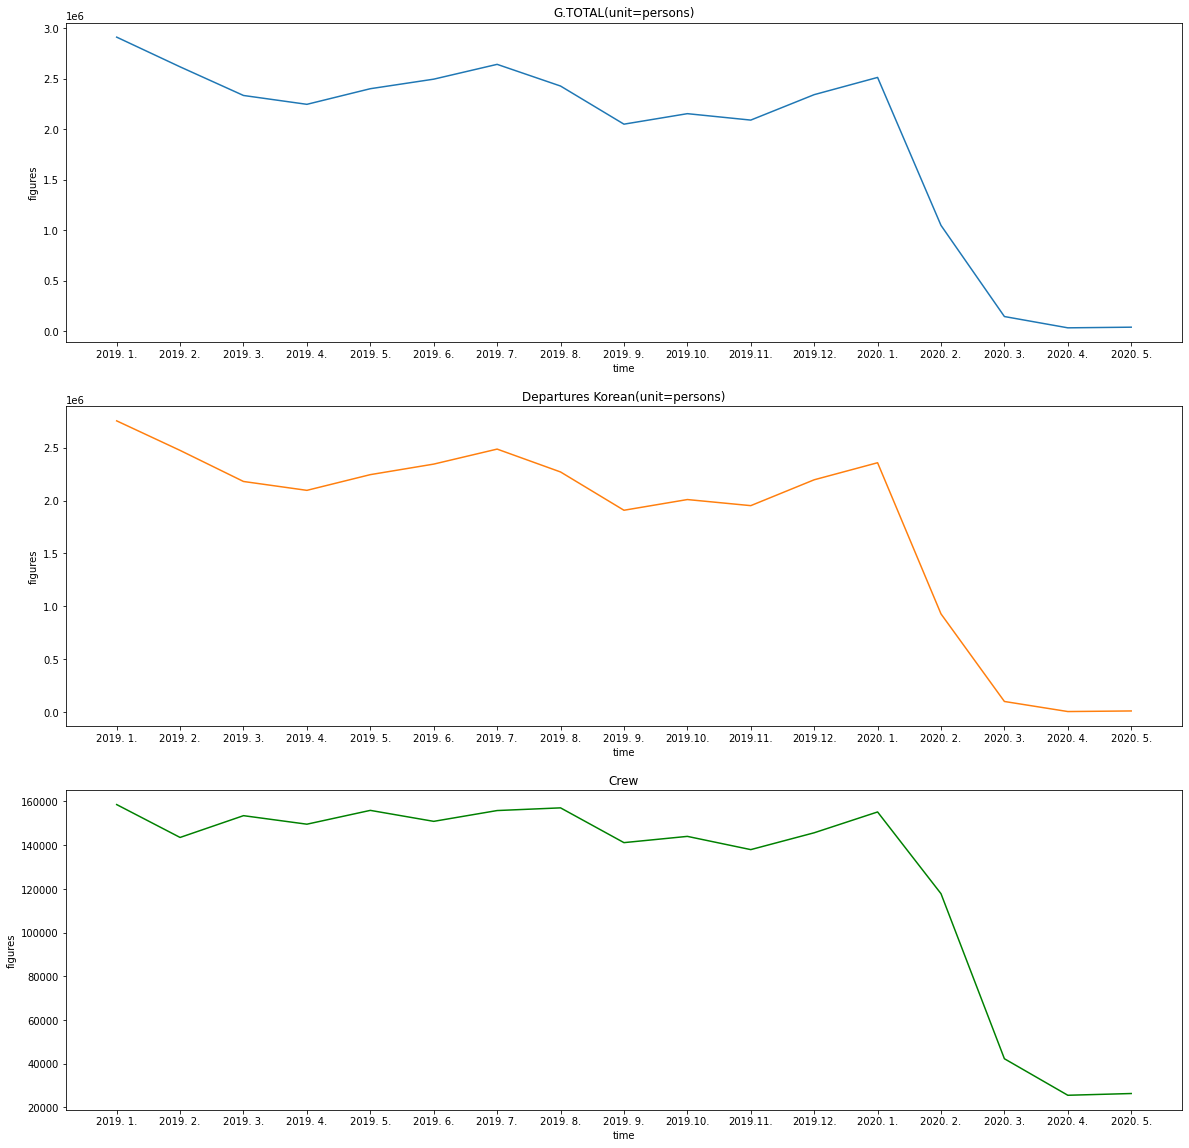 G.TOTAL(unit=persons)
1e6
3.0
2.5
2.0
1.5
1.0
0.5
0.0
figures
2019. 1. 2019. 2. 2019. 3. 2019. 4. 2019. 5. 2019. 6. 2019. 7. 2019. 8. 2019. 9. 2019.10. 2019.11. 2019.12. 2020. 1. 2020. 2. 2020. 3. 2020. 4. 2020. 5.
time
Departures Korean(unit=persons)
1e6
2.5
2.0
1.5
1.0
0.5
0.0
figures
2019. 1. 2019. 2. 2019. 3. 2019. 4. 2019. 5. 2019. 6. 2019. 7. 2019. 8. 2019. 9. 2019.10. 2019.11. 2019.12. 2020. 1. 2020. 2. 2020. 3. 2020. 4. 2020. 5.
time
Crew
160000
140000
120000
100000
80000
60000
40000
20000
figures
2019. 1. 2019. 2. 2019. 3. 2019. 4. 2019. 5. 2019. 6. 2019. 7. 2019. 8. 2019. 9. 2019.10. 2019.11. 2019.12. 2020. 1. 2020. 2. 2020. 3. 2020. 4. 2020. 5.
time